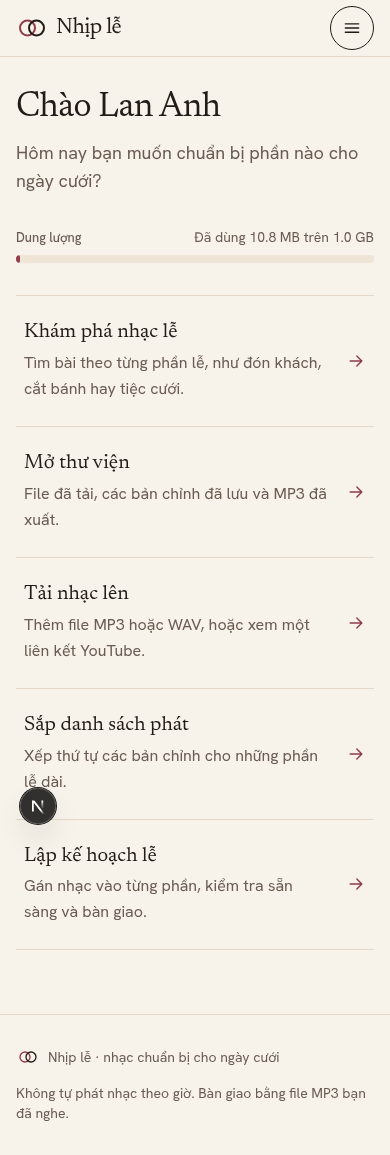 Nhịp lễ
Chào Lan Anh
Hôm nay bạn muốn chuẩn bị phần nào cho
ngày cưới?
Dung lượng
Đã dùng 10.8 MB trên 1.0 GB
Khám phá nhạc lễ
Tìm bài theo từng phần lễ, như đón khách,
cắt bánh hay tiệc cưới.
Mở thư viện
File đã tải, các bản chỉnh đã lưu và MP3 đã
xuất.
Tải nhạc lên
Thêm file MP3 hoặc WAV, hoặc xem một
liên kết YouTube.
Sắp danh sách phát
Xếp thứ tự các bản chỉnh cho những phần
lễ dài.
N
Lập kế hoạch lễ
Gán nhạc vào từng phần, kiểm tra sẵn
sàng và bàn giao.
Nhịp lễ · nhạc chuẩn bị cho ngày cưới
Không tự phát nhạc theo giờ. Bàn giao bằng file MP3 bạn
đã nghe.